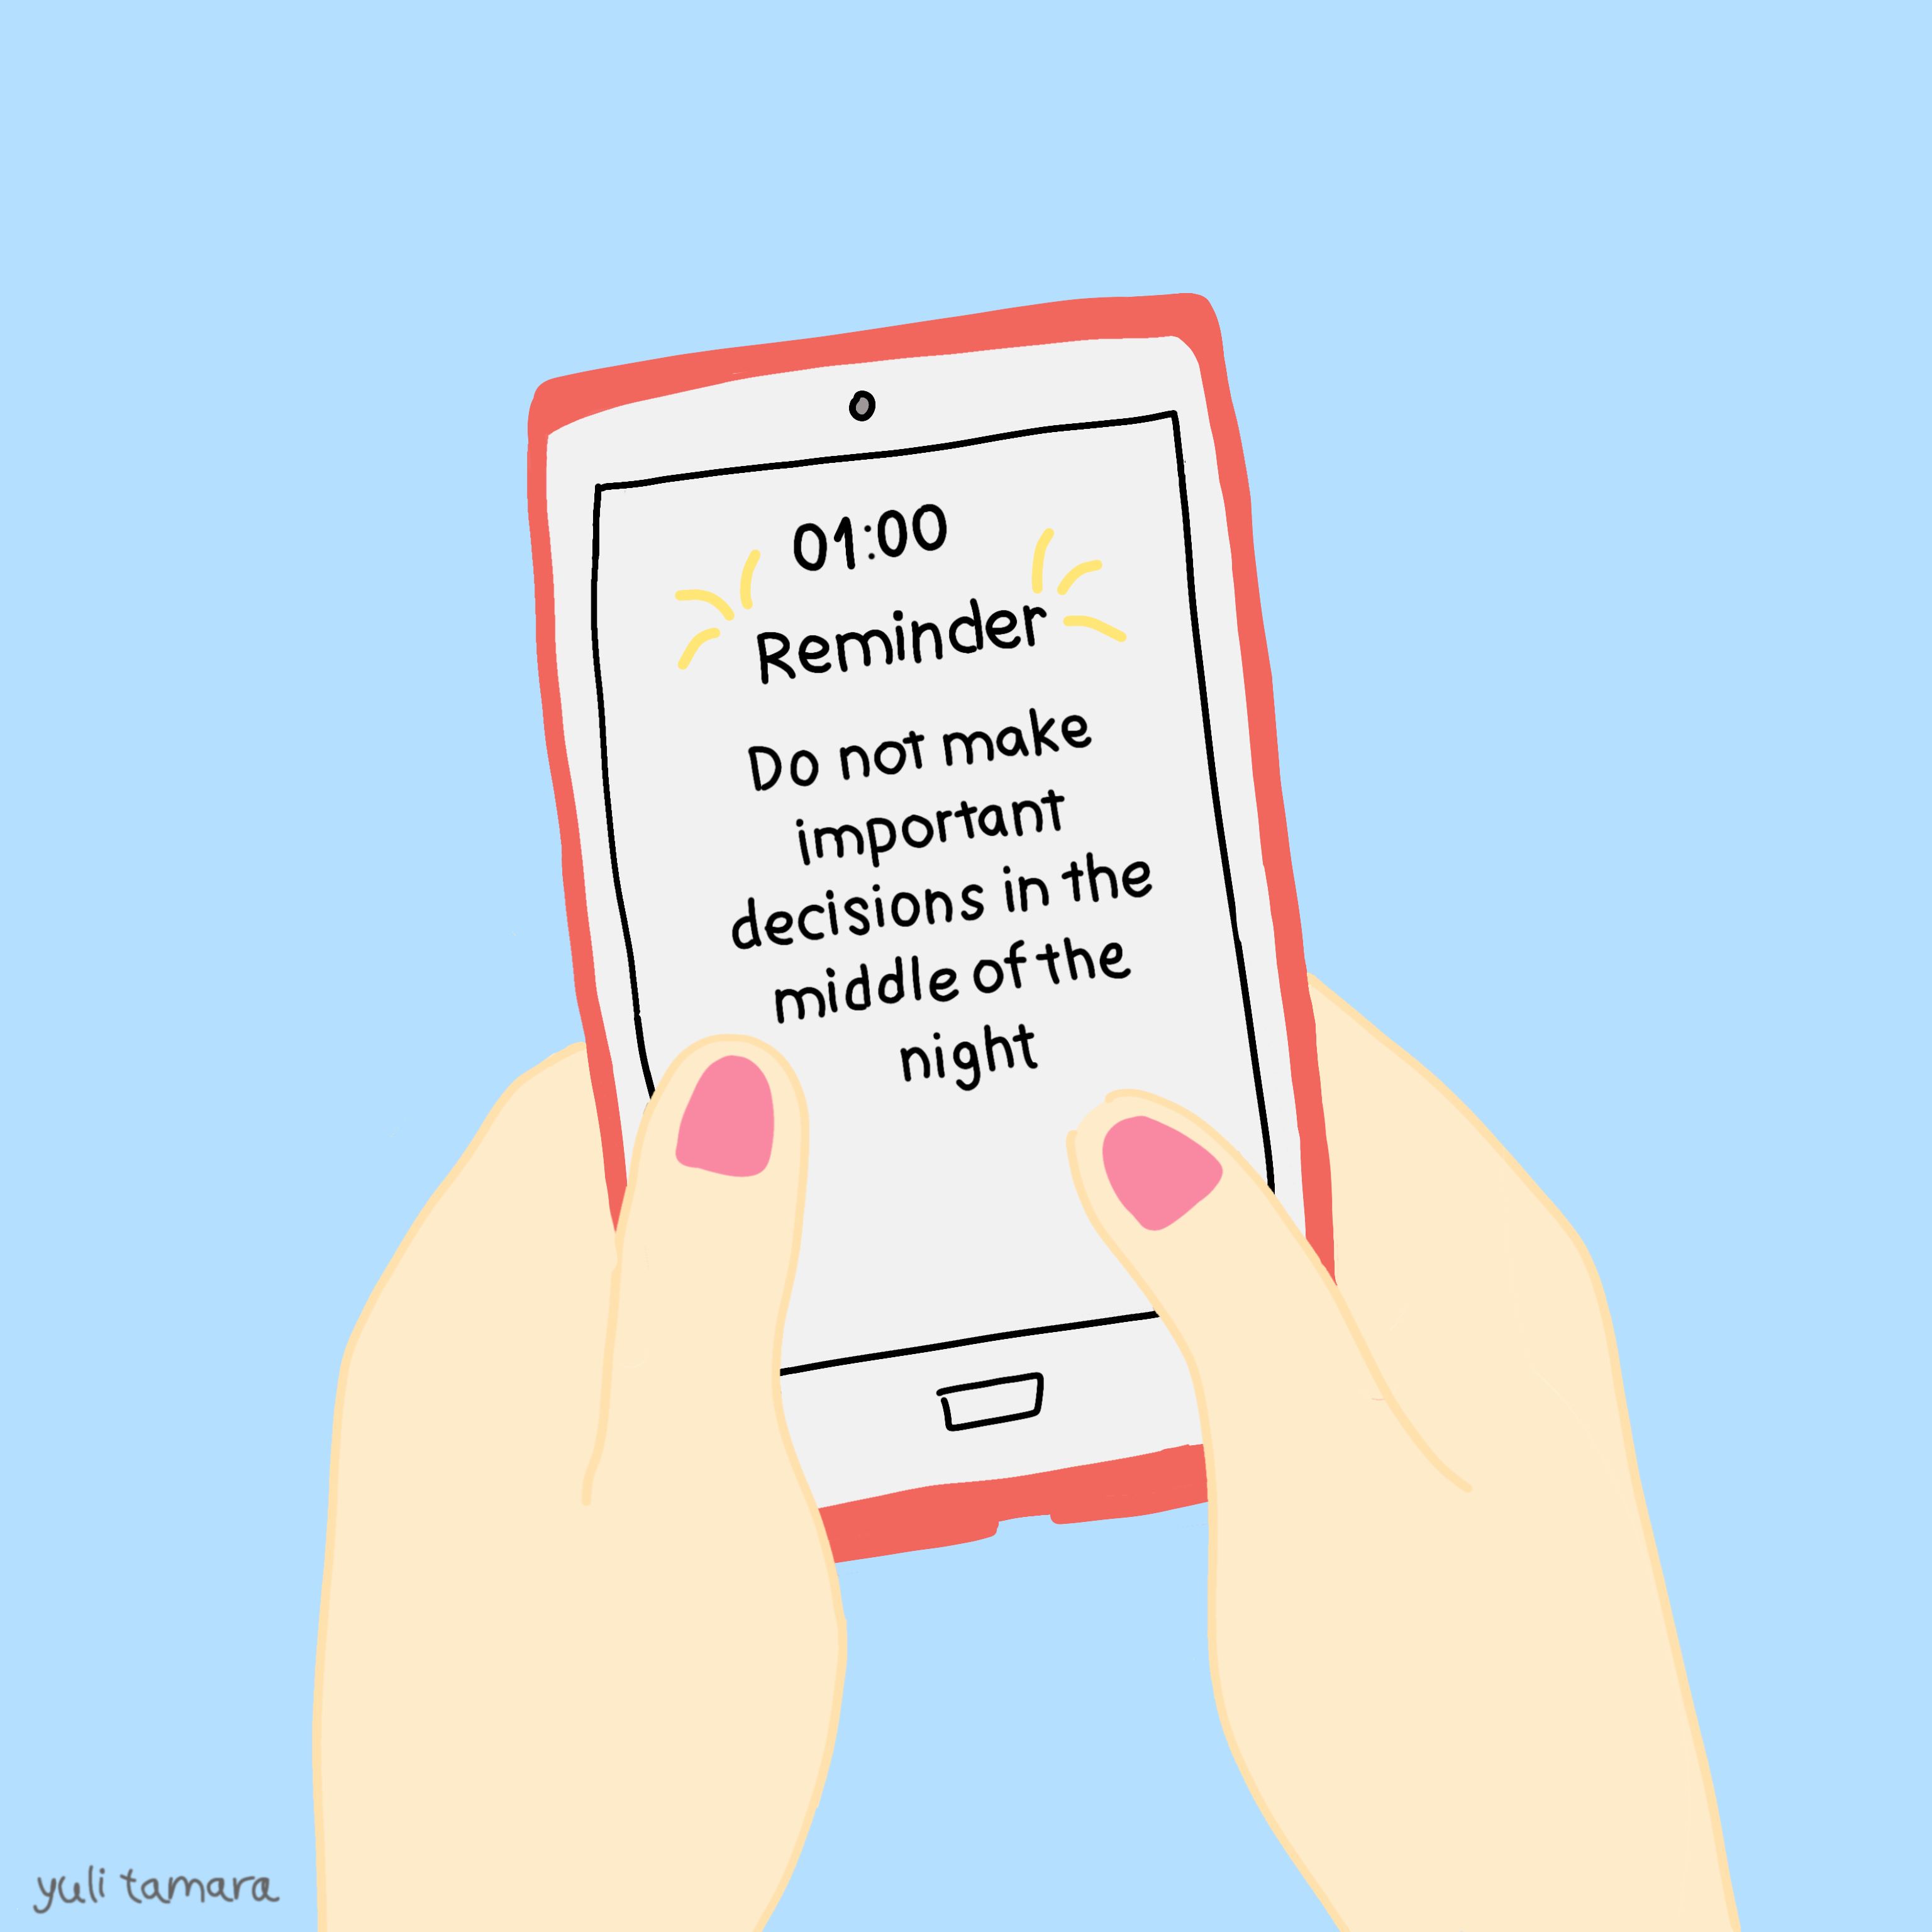 01:00
Reminder
Do not make
important
decisions in the
middle of the
night
yuli tamara